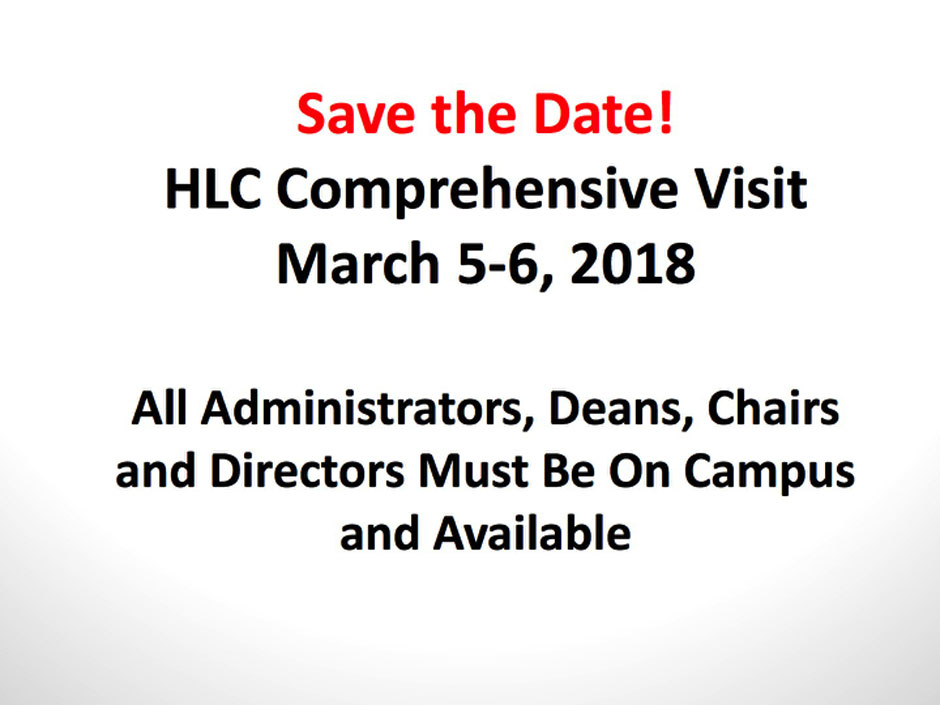 Save the Date!
HLC Comprehensive Visit
March 5-6, 2018
All Administrators, Deans, Chairs
and Directors Must Be On Campus
and Available